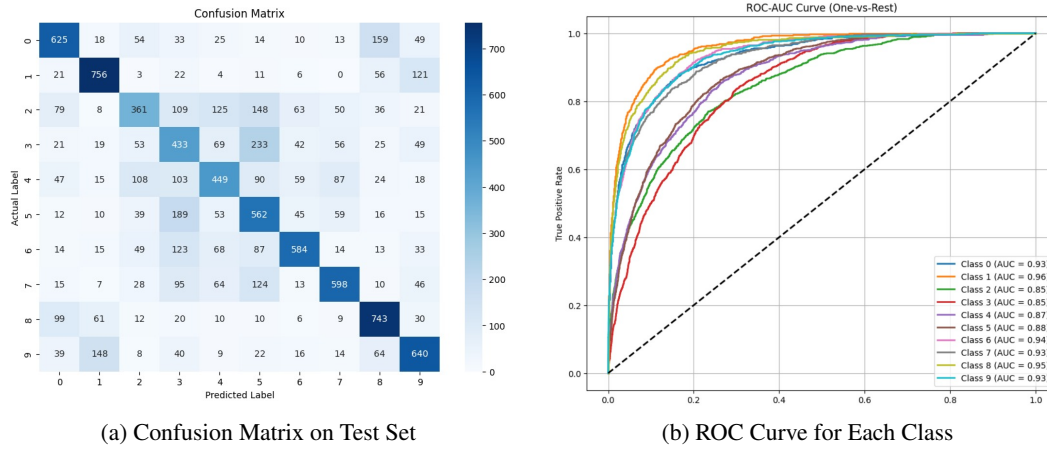 Confusion Matrix
Actual Label
0 625 18 54 33 25 14 10 13 159 49
1 21 756 3 22 4 11 6 0 56 121
2 79 8 361 109 125 148 63 50 36 21
3 21 19 53 433 69 233 42 56 25 49
4 47 15 108 103 449 90 59 87 24 18
5 12 10 39 189 53 562 45 59 16 15
6 14 15 49 123 68 87 584 14 13 33
7 15 7 28 95 64 124 13 598 10 46
8 99 61 12 20 10 10 6 9 743 30
9 39 148 8 40 9 22 16 14 64 640
0 1 2 3 4 5 6 7 8 9
Predicted Label
700
600
500
400
300
200
100
0
(a) Confusion Matrix on Test Set
ROC-AUC Curve (One-vs-Rest)
True Positive Rate
1.0
0.8
0.6
0.4
0.2
0.0
0.0 0.2 0.4 0.6 0.8 1.0
Class 0 (AUC = 0.93
Class 1 (AUC = 0.96
Class 2 (AUC = 0.85
Class 3 (AUC = 0.85
Class 4 (AUC = 0.87
Class 5 (AUC = 0.88
Class 6 (AUC = 0.94
Class 7 (AUC = 0.93
Class 8 (AUC = 0.95
Class 9 (AUC = 0.93
(b) ROC Curve for Each Class